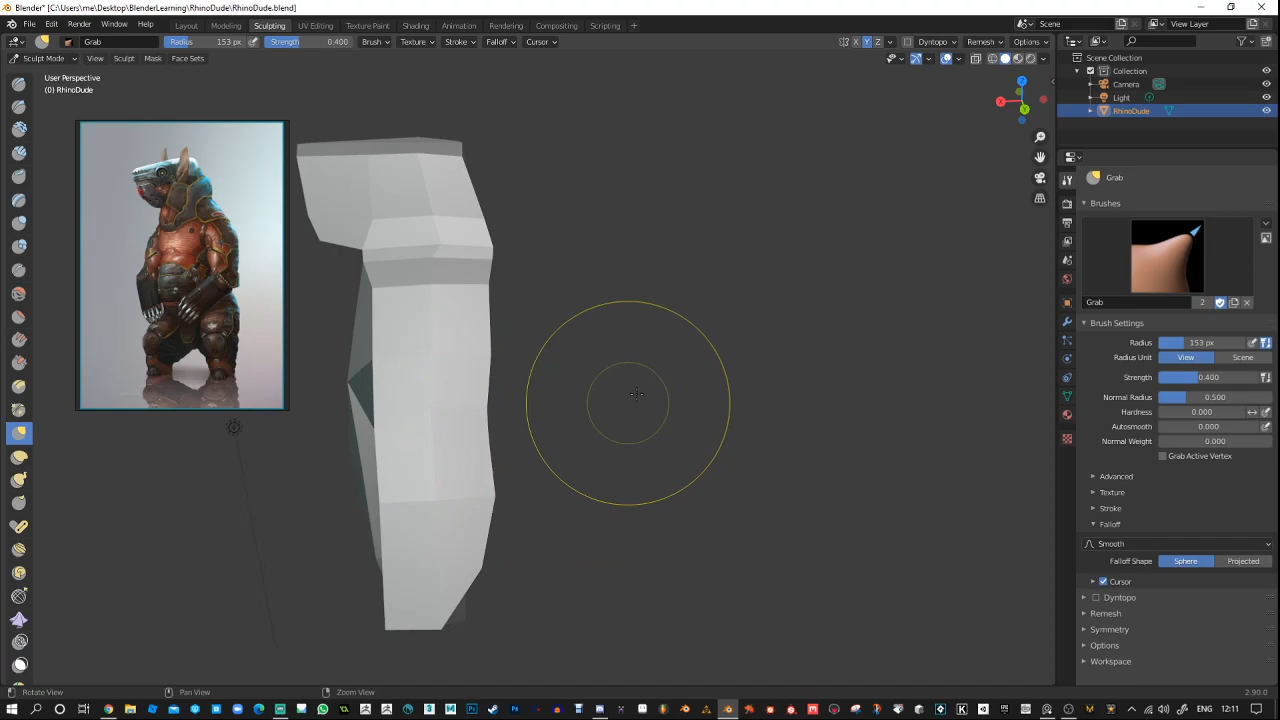 Blender* [C:\Users\me\Desktop\BlenderLearning\RhinoDude\RhinoDude.blend]
File Edit Render Window Help Layout Modeling Sculpting UV Editing Texture Paint Shading Animation Rendering Compositing Scripting + Scene View Layer
Grab Radius 153 px Strength 0.400 Brush Texture Stroke Falloff Cursor X Y Z Dyntopo Remesh Options
Sculpt Mode View Sculpt Mask Face Sets
Scene Collection
Collection
Camera
Light
RhinoDude
User Perspective
(0) RhinoDude
Z
X
Y
Grab
Brushes
Grab 2
Brush Settings
Radius 153 px
Radius Unit View Scene
Strength 0.400
Normal Radius 0.500
Hardness 0.000
Autosmooth 0.000
Normal Weight 0.000
Grab Active Vertex
Advanced
Texture
Stroke
Falloff
Smooth
Falloff Shape Sphere Projected
Cursor
Dyntopo
Remesh
Symmetry
Options
Workspace
Rotate View Pan View Zoom View 2.90.0
12:11